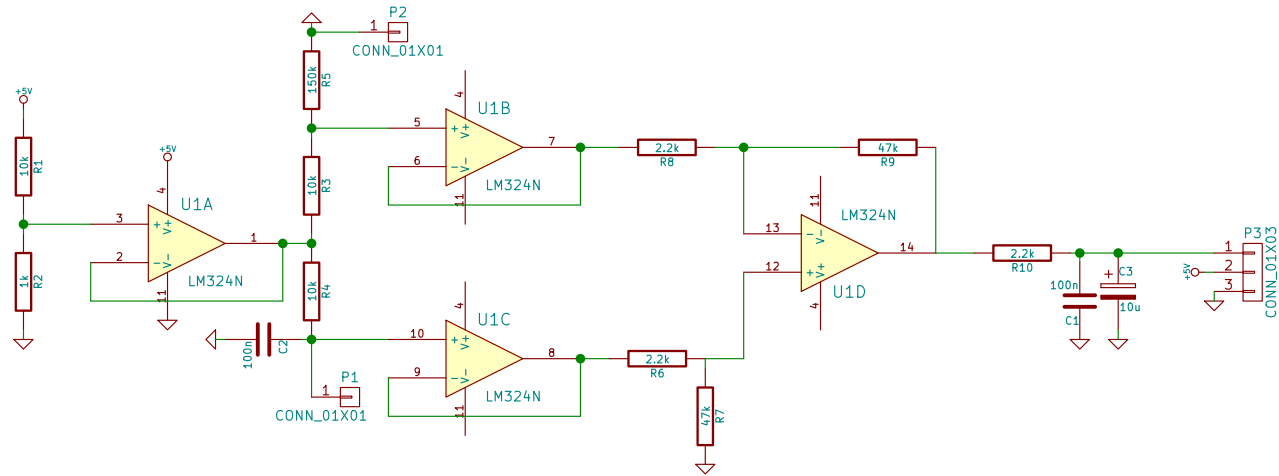 P2
1
CONN_01X01
150k
R5
+5V
10k
R1
1k
R2
+5V
4
U1A
3
+
V+
1
2
−
V-
LM324N
11
10k
R3
10k
R4
4
U1B
5
+
V+
7
6
−
V-
LM324N
11
2.2k
R8
47k
R9
11
LM324N
13
−
V-
14
12
+
V+
U1D
4
100n
C2
P1
1
CONN_01X01
4
U1C
10
+
V+
8
9
−
V-
LM324N
11
2.2k
R6
47k
R7
2.2k
R10
100n
C1
+
C3
10u
P3
1
+5V
2
3
CONN_01X03